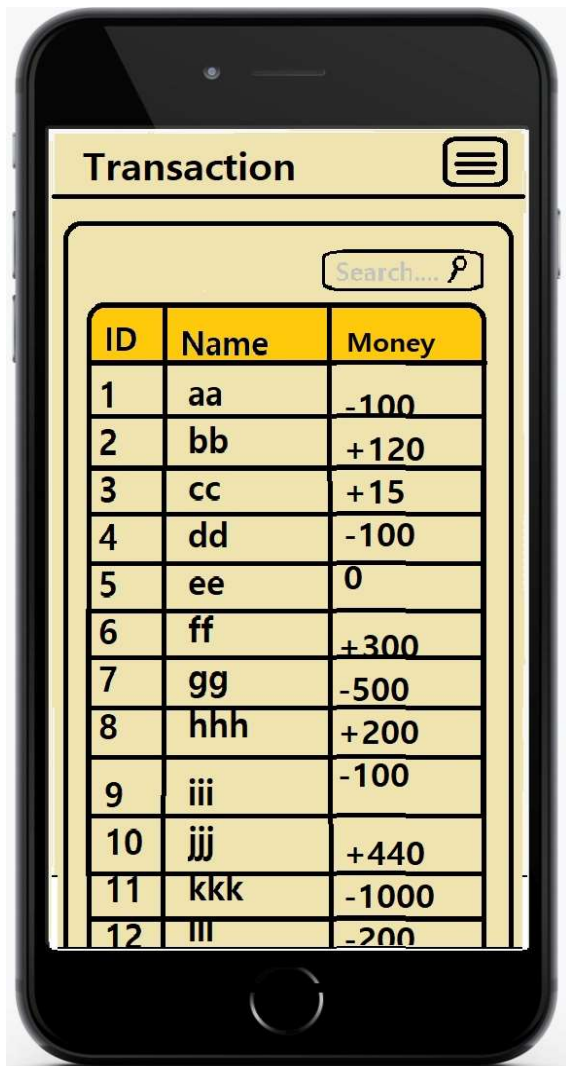 Transaction
Search....
ID Name Money
1 aa -100
2 bb +120
3 cc +15
4 dd -100
5 ee 0
6 ff +300
7 gg -500
8 hhh +200
9 iii -100
10 jjj +440
11 kkk -1000
12 lll -200